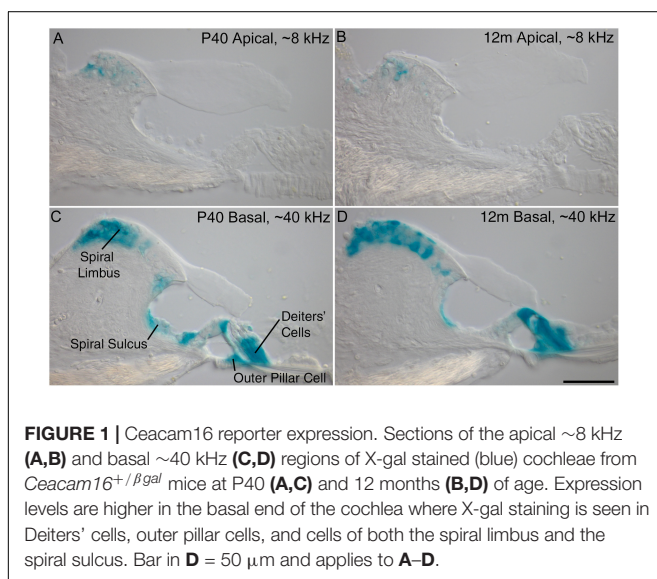 A P40 Apical, ~8 kHz
B 12m Apical, ~8 kHz
C P40 Basal, ~40 kHz
D 12m Basal, ~40 kHz
Spiral
Limbus
Deiters'
Cells
Spiral Sulcus
Outer Pillar Cell
FIGURE 1 | Ceacam16 reporter expression. Sections of the apical ∼8 kHz
(A,B) and basal ∼40 kHz (C,D) regions of X-gal stained (blue) cochleae from
Ceacam16+/βgal mice at P40 (A,C) and 12 months (B,D) of age. Expression
levels are higher in the basal end of the cochlea where X-gal staining is seen in
Deiters' cells, outer pillar cells, and cells of both the spiral limbus and the
spiral sulcus. Bar in D = 50 μm and applies to A–D.